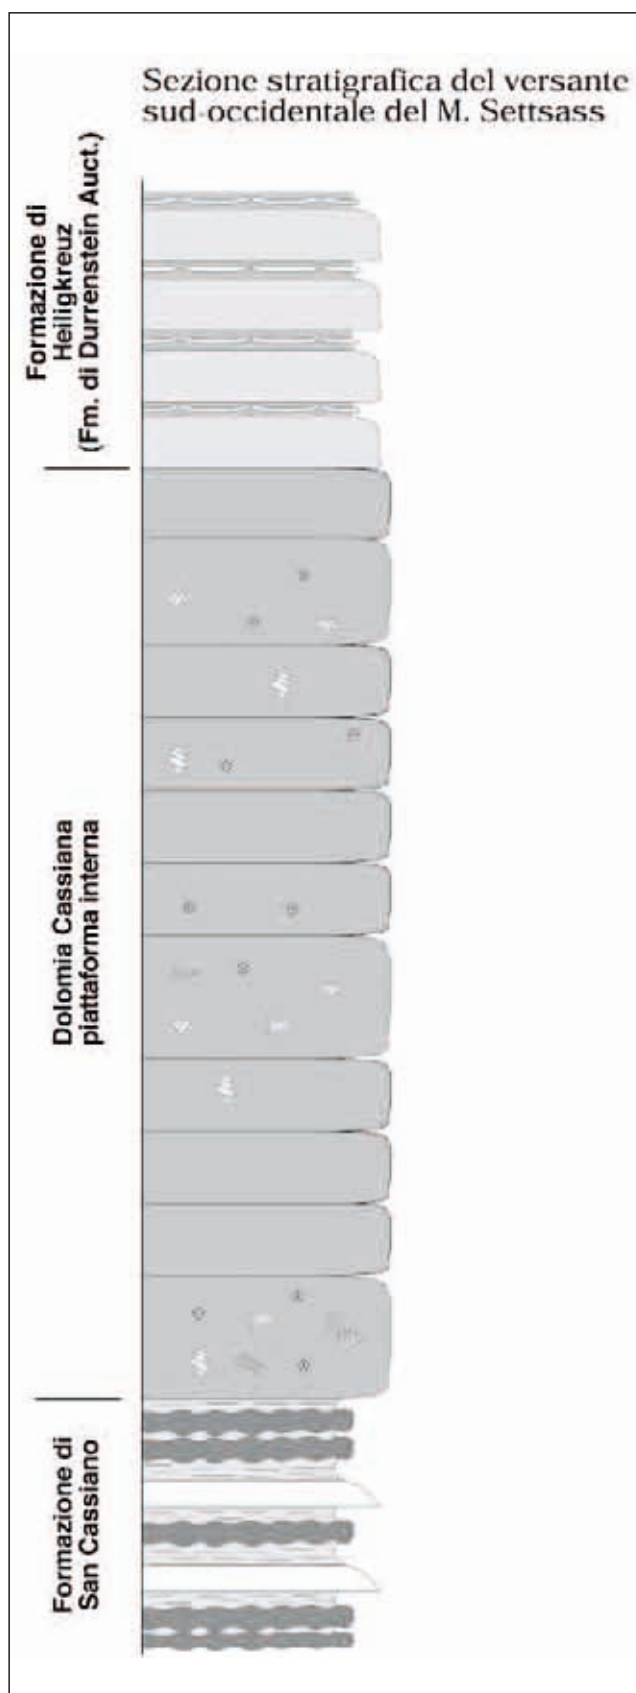 Sezione stratigrafica del versante
sud-occidentale del M. Settsass
Formazione di
Heiligkreuz
(Fm. di Durrenstein Auct.)
Dolomia Cassiana
piattaforma interna
Formazione di
San Cassiano